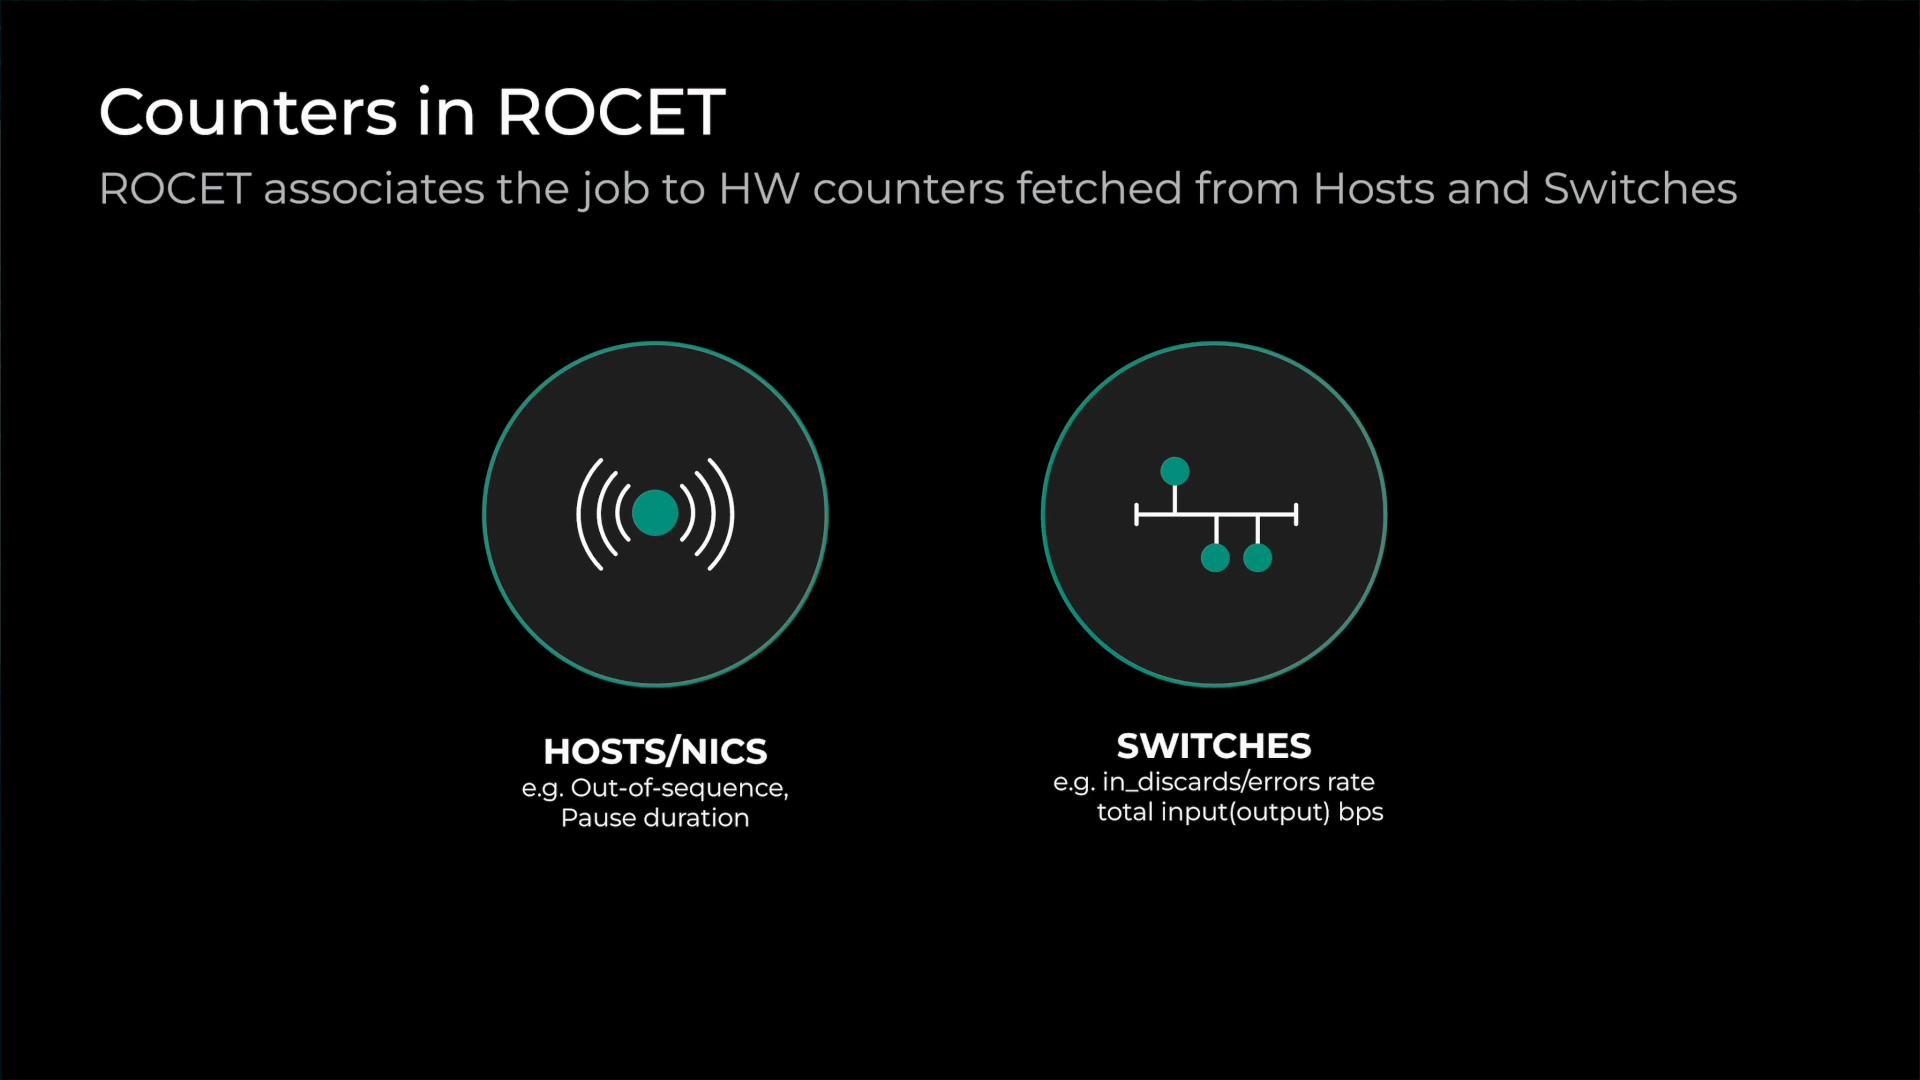 Counters in ROCET
ROCET associates the job to HW counters fetched from Hosts and Switches
HOSTS/NICS
e.g. Out-of-sequence,
Pause duration
SWITCHES
e.g. in_discards/errors rate
total input(output) bps